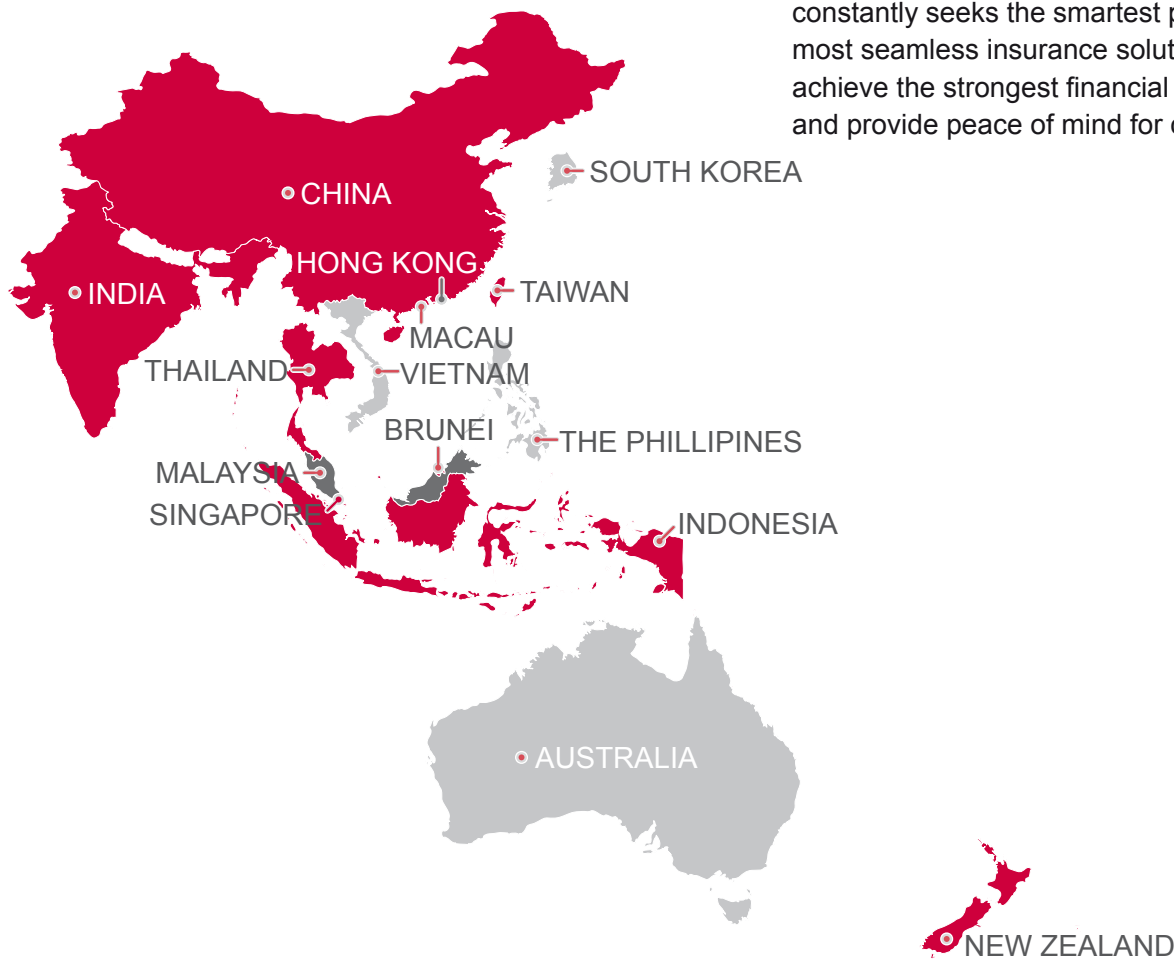 constantly seeks the smartest
most seamless insurance
achieve the strongest financial
and provide peace of mind for
SOUTH KOREA
CHINA
HONG KONG
INDIA
TAIWAN
MACAU
THAILAND
VIETNAM
BRUNEI
THE PHILLIPINES
MALAYSIA
SINGAPORE
INDONESIA
AUSTRALIA
NEW ZEALAND